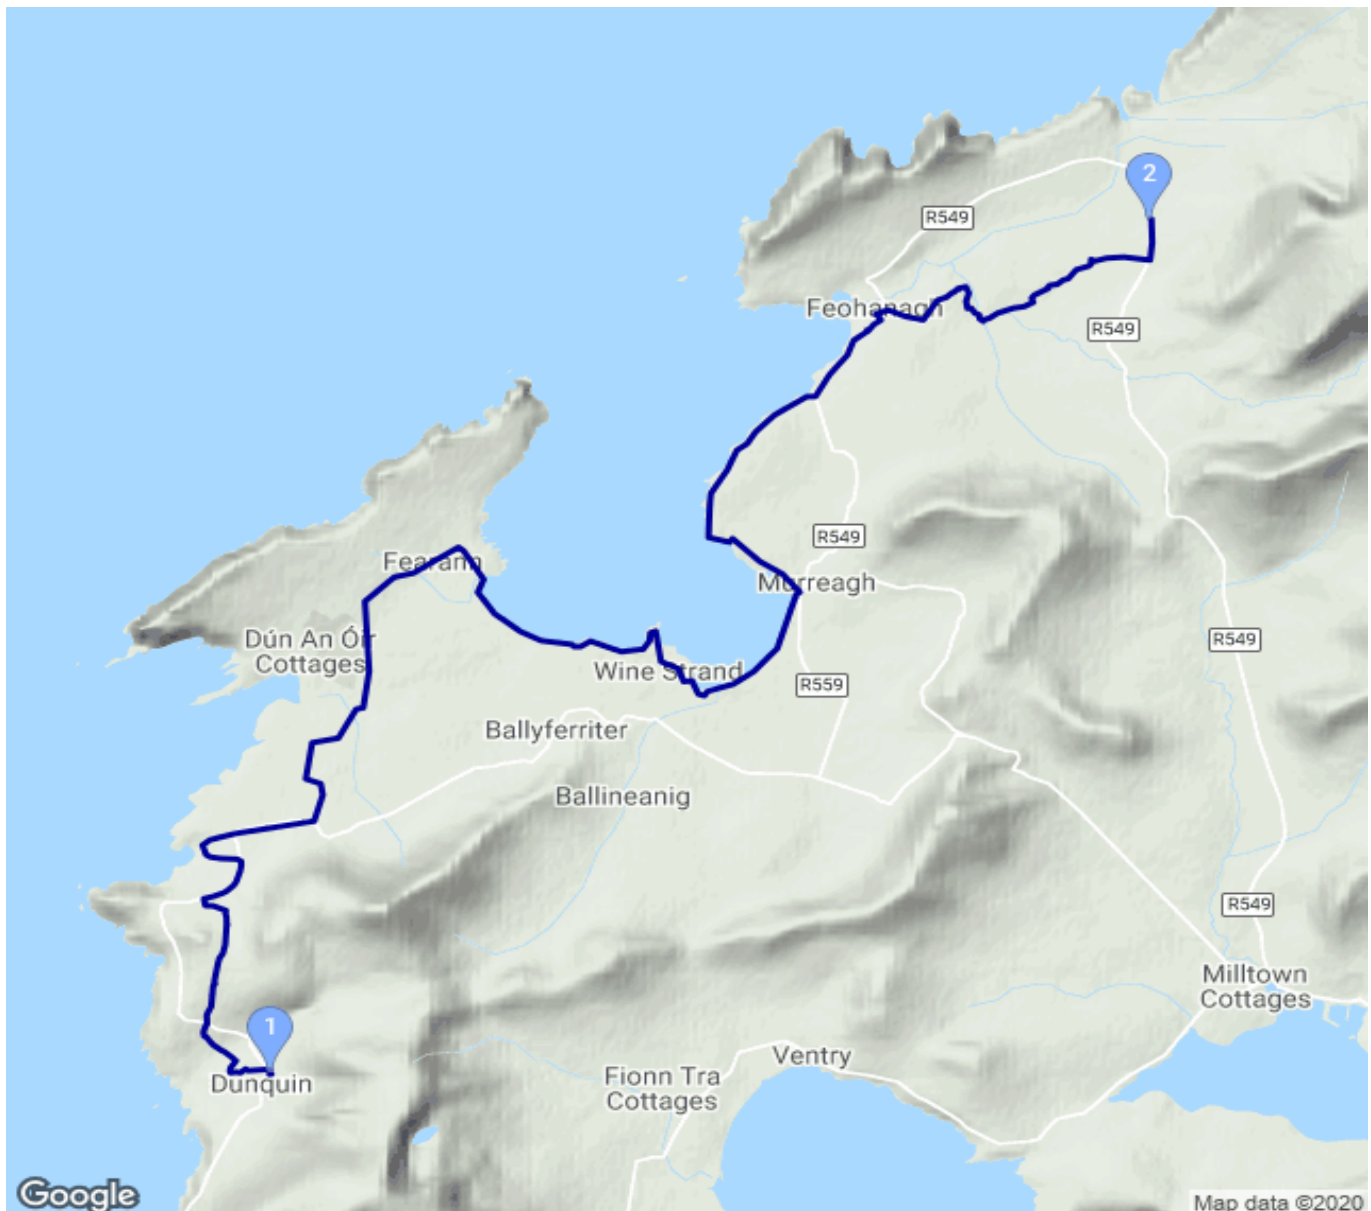 2
R549
Feohanagh
R549
Fearann
R549
Murreagh
Dún An Óir
Cottages
R549
Wine Strand
R559
Ballyferriter
Ballineanig
R549
Milltown
Cottages
1
Dunquin
Ventry
Fionn Tra
Cottages
Google
Map data ©2020